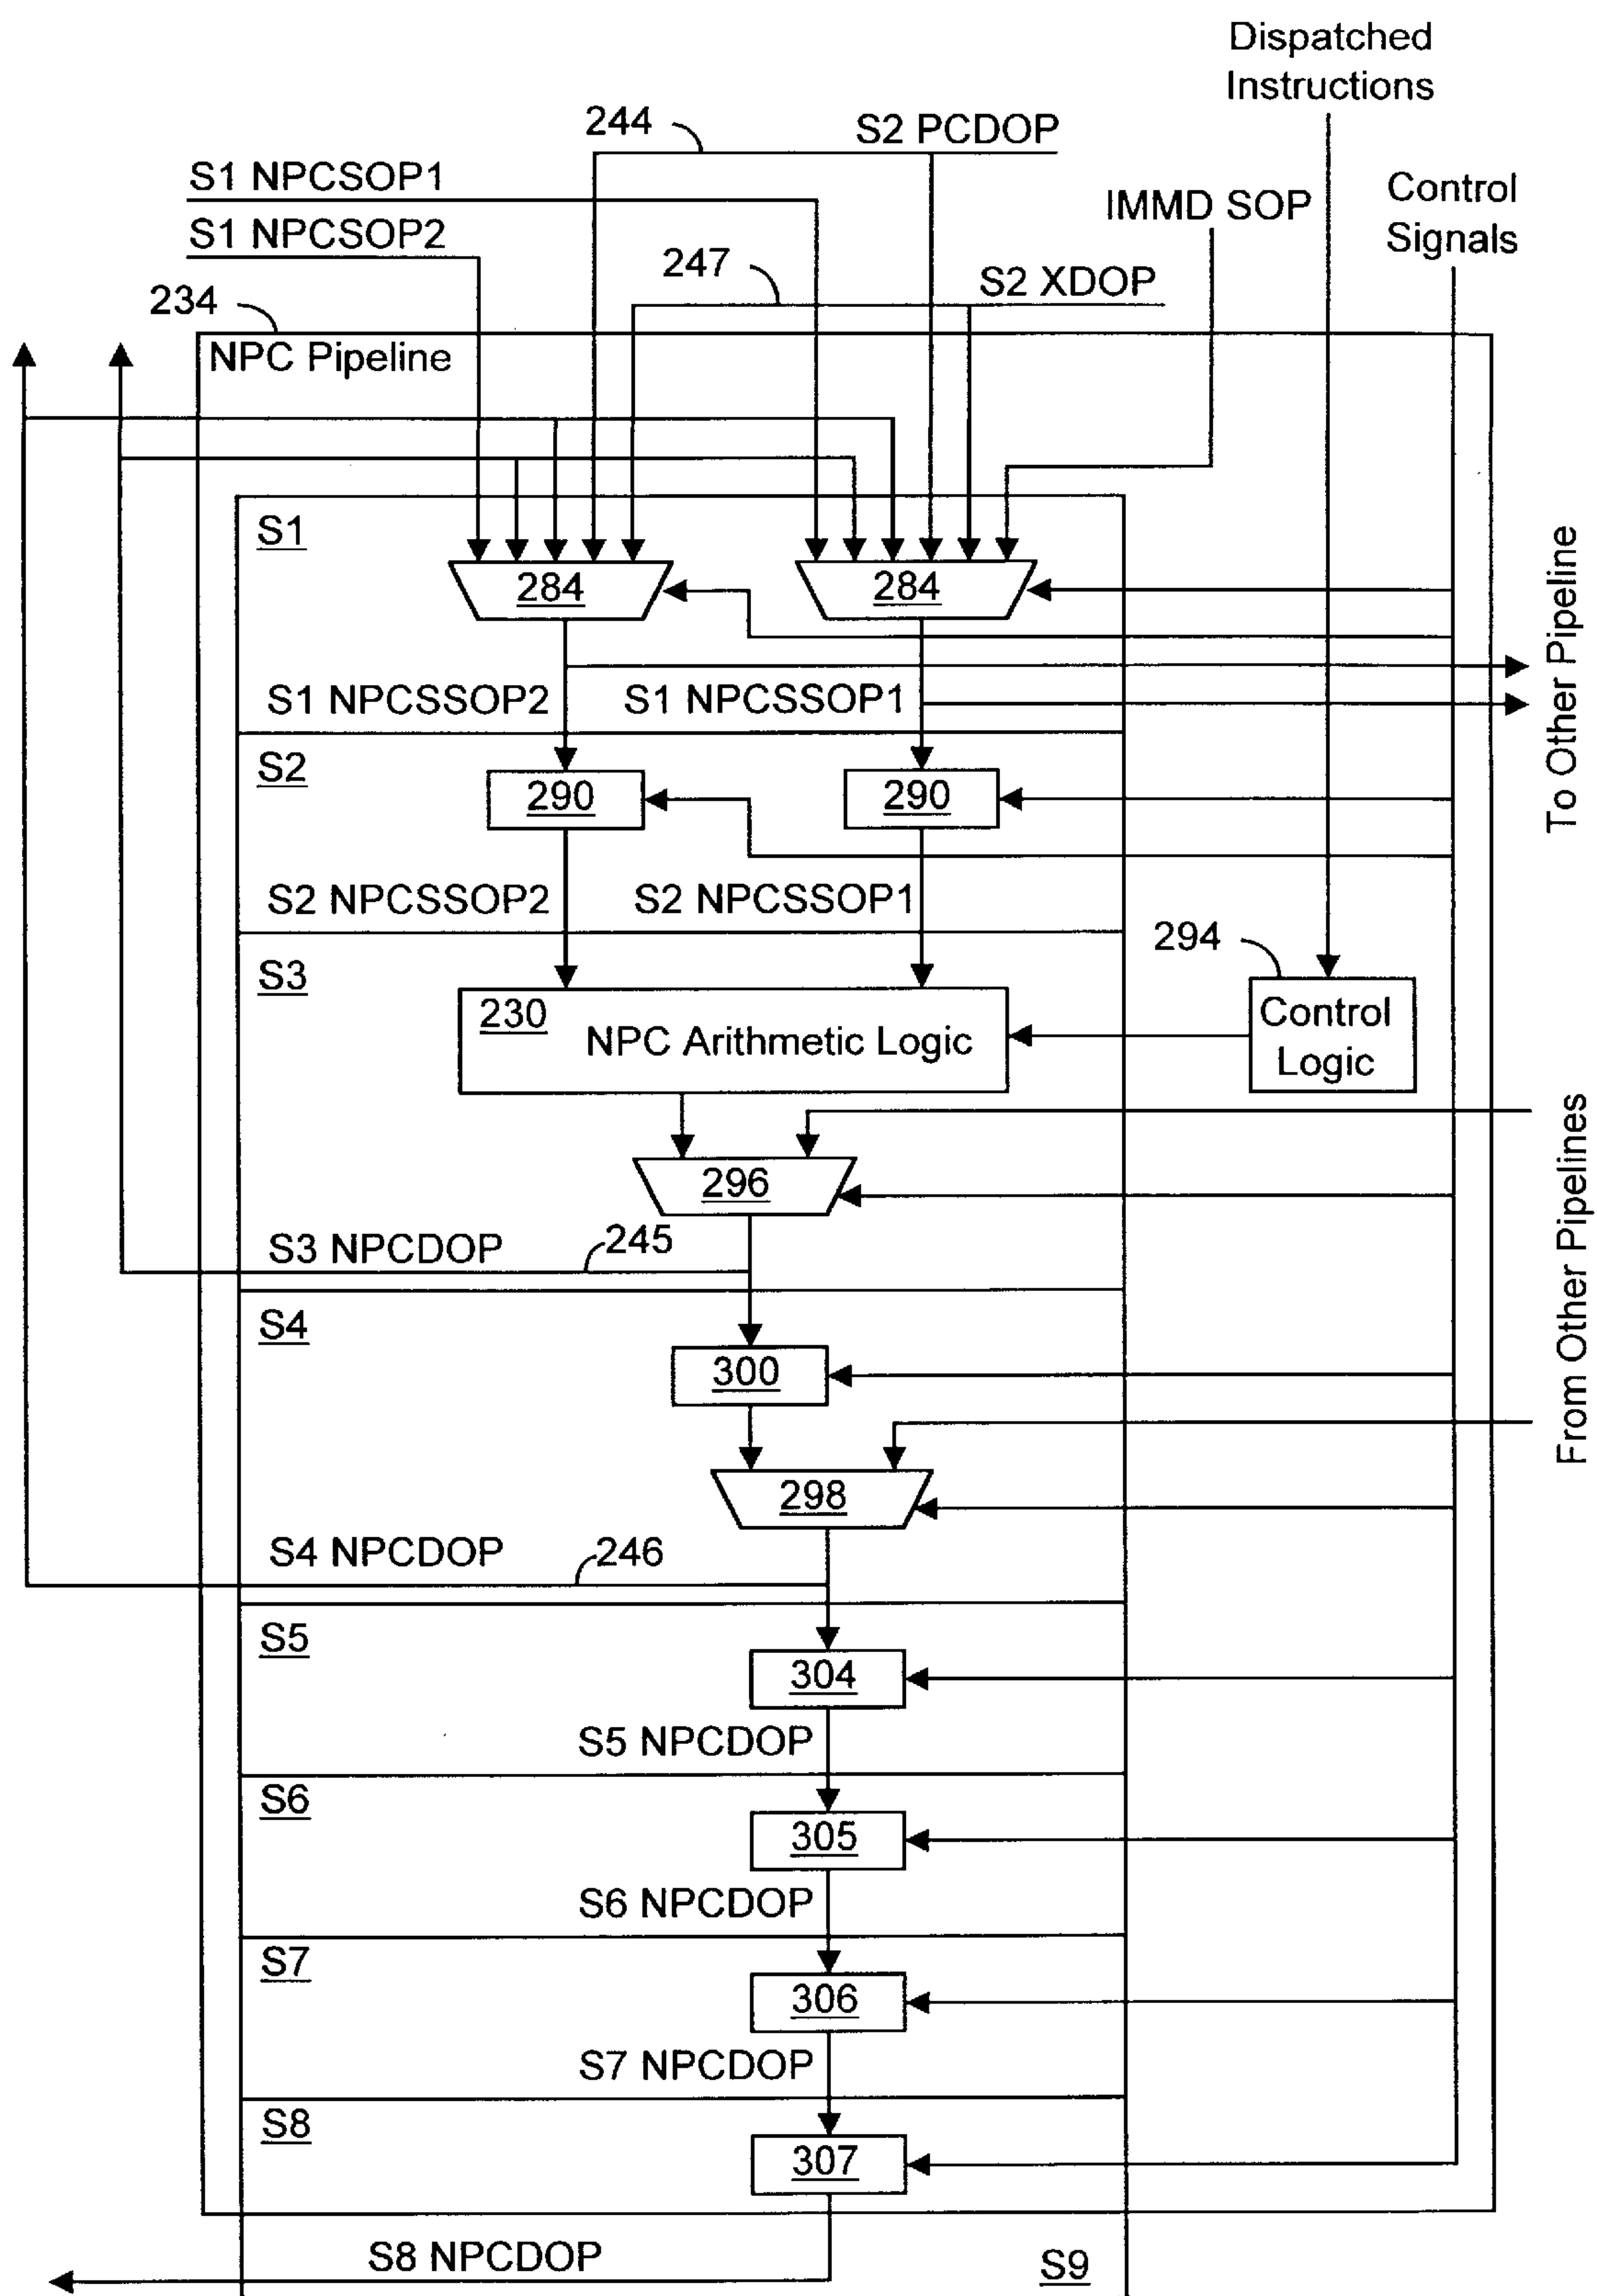 Dispatched
Instructions
244
S2 PCDOP
S1 NPCSOP1
Control
Signals
IMMD SOP
S1 NPCSOP2
247
S2 XDOP
234
NPC Pipeline
S1
284
284
To Other Pipeline
S1 NPCSSOP2
S1 NPCSSOP1
S2
290
290
S2 NPCSSOP2
S2 NPCSSOP1
294
S3
230
NPC Arithmetic Logic
Control
Logic
296
From Other Pipelines
S3 NPCDOP
245
S4
300
298
S4 NPCDOP
246
S5
304
S5 NPCDOP
S6
305
S6 NPCDOP
S7
306
S7 NPCDOP
S8
307
S8 NPCDOP
S9